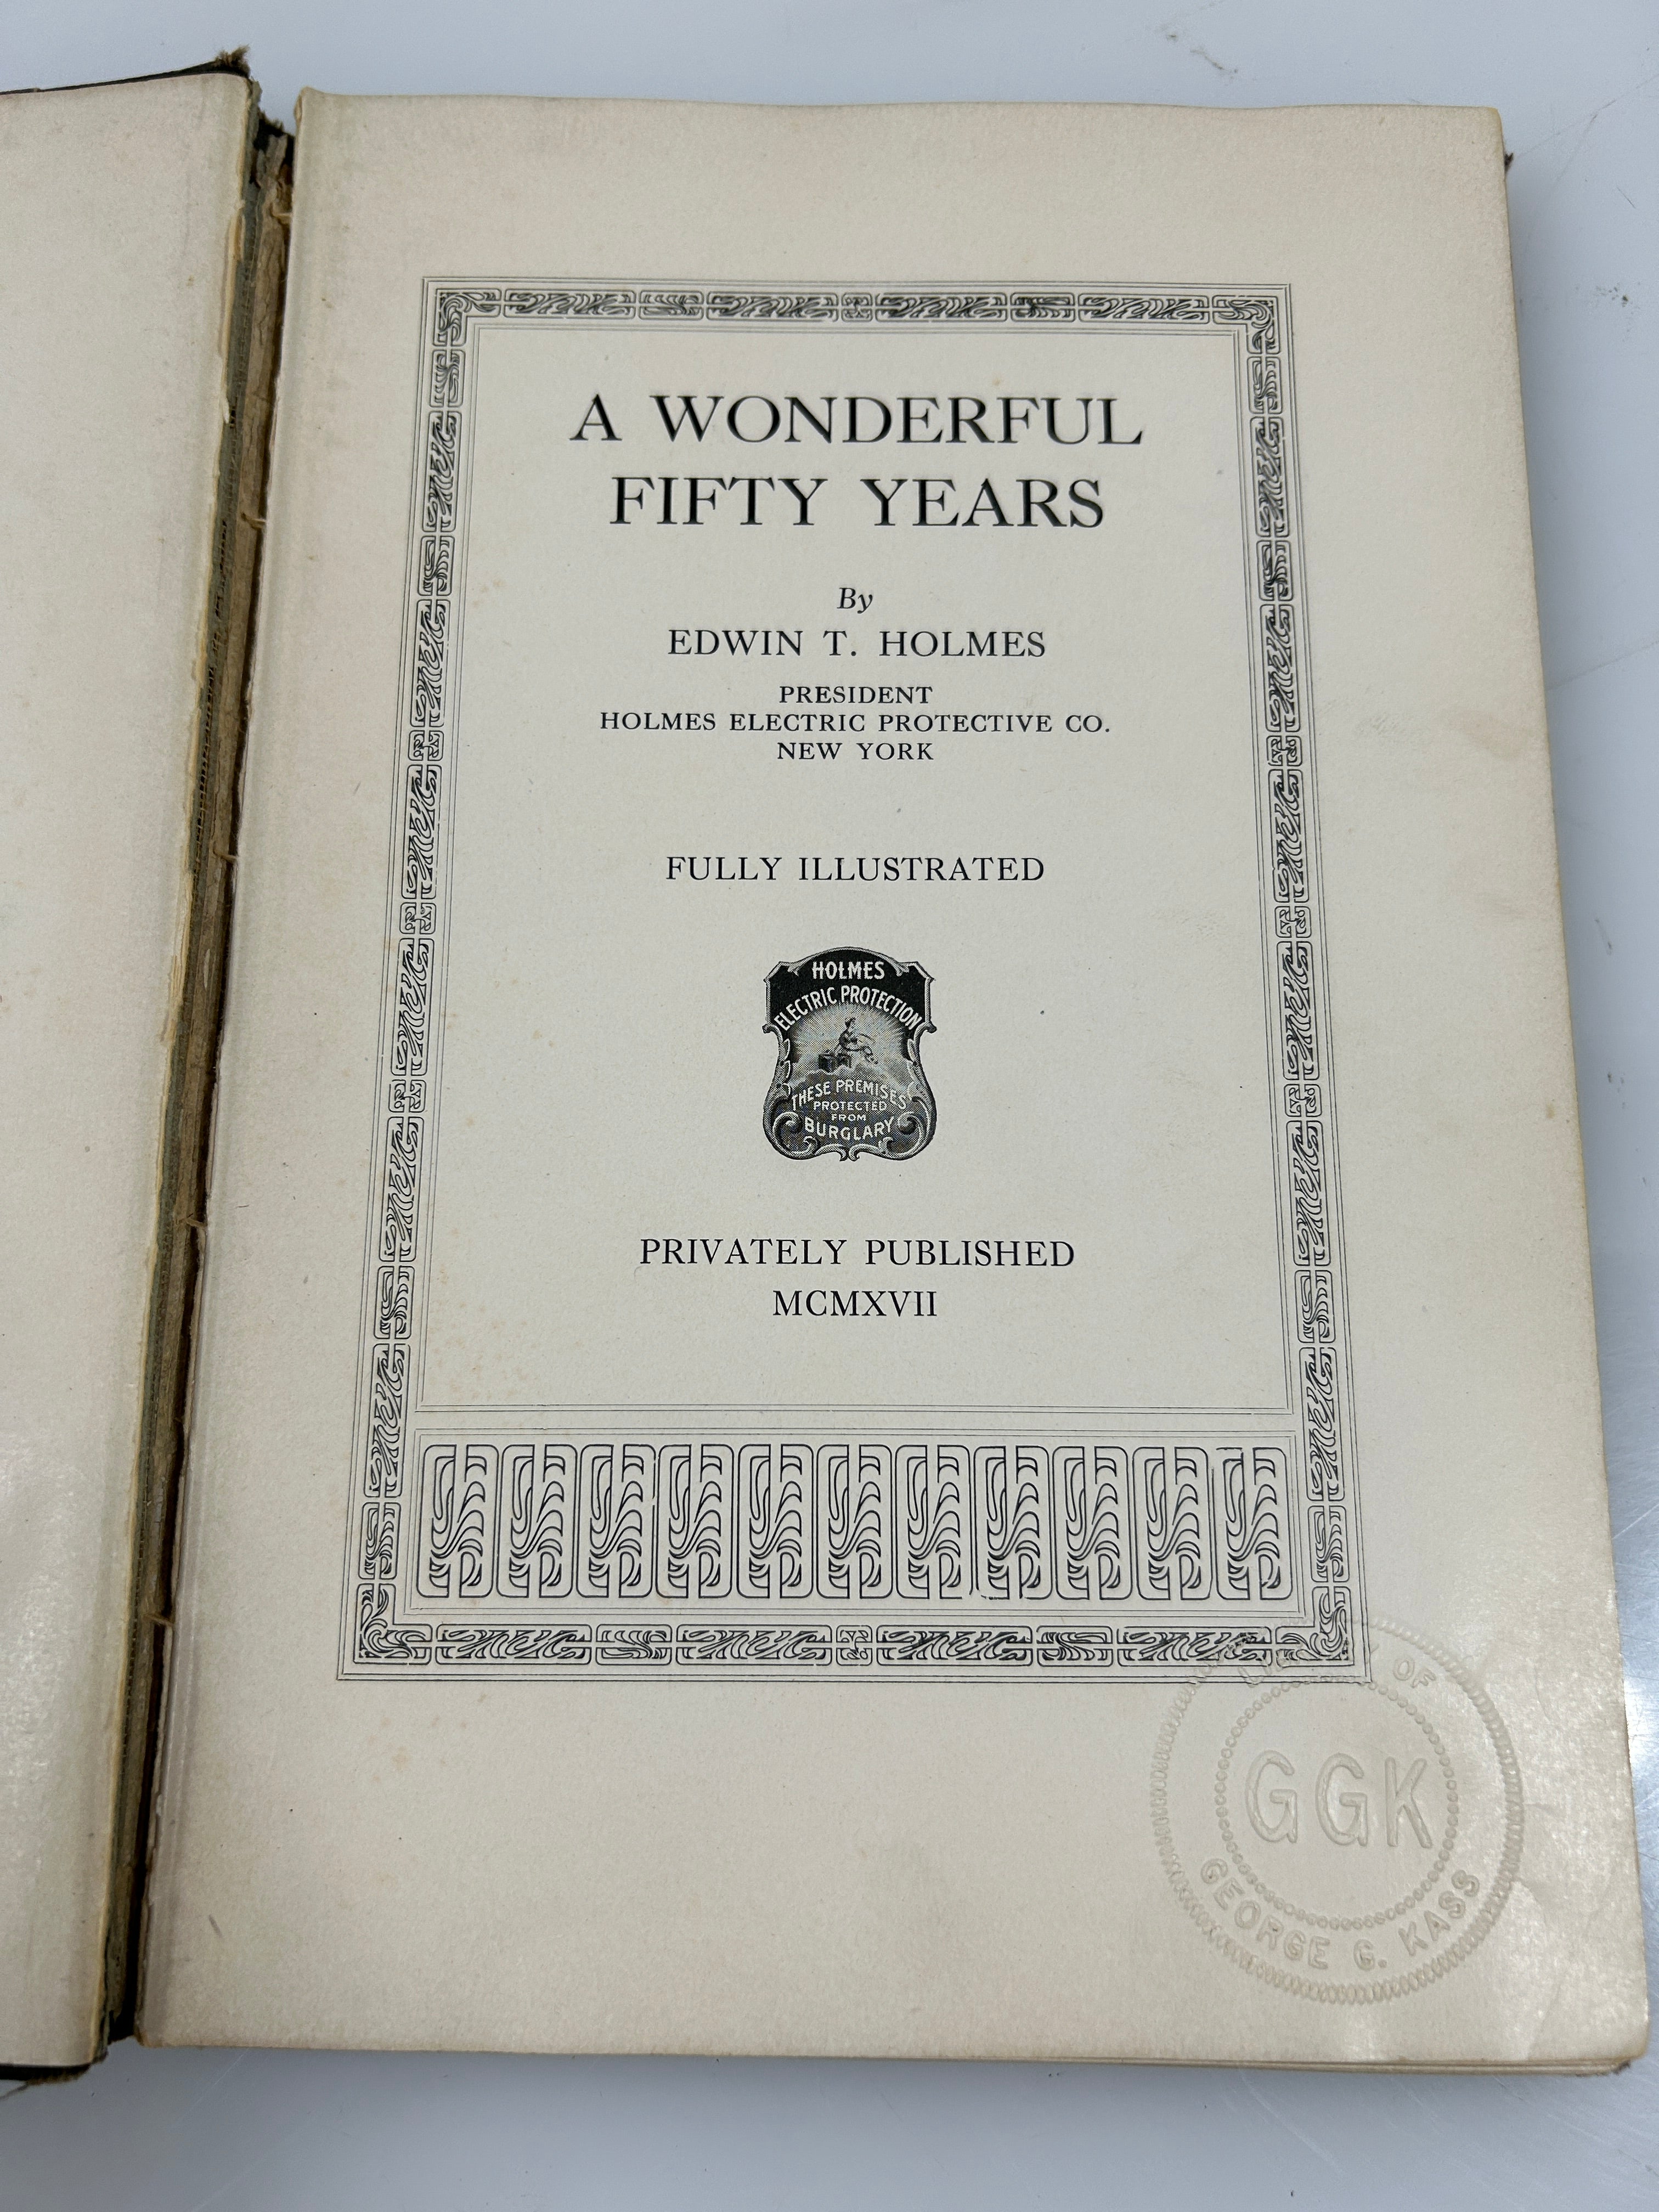 A WONDERFUL
FIFTY YEARS
By
EDWIN T. HOLMES
PRESIDENT
HOLMES ELECTRIC PROTECTIVE CO.
NEW YORK
FULLY ILLUSTRATED
HOLMES
ELECTRIC PROTECTION
THESE PREMISES
PROTECTED
FROM
BURGLARY
PRIVATELY PUBLISHED
MCMXVII
OF
GGK
GEORGE G. KASS